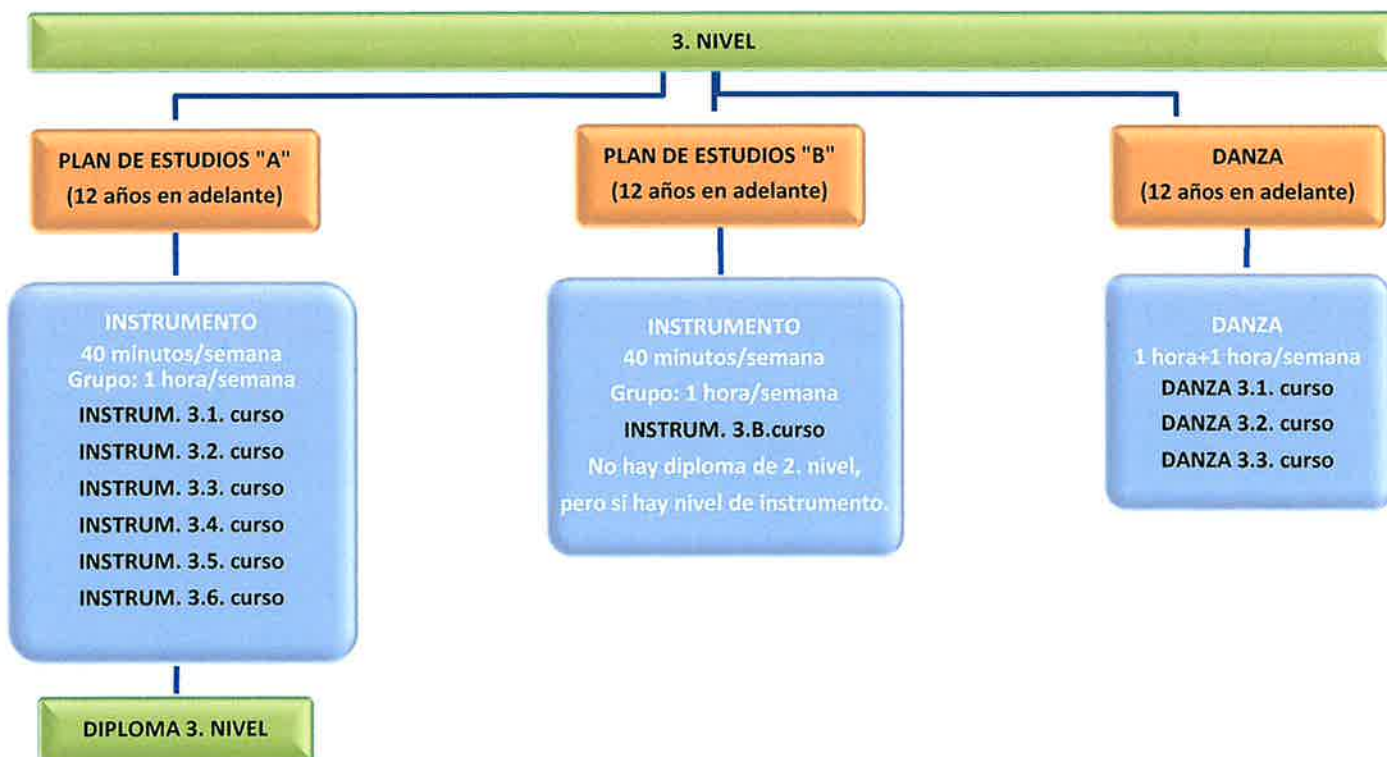 3. NIVEL
PLAN DE ESTUDIOS "A"
(12 años en adelante)
INSTRUMENTO
40 minutos/semana
Grupo: 1 hora/semana
INSTRUM. 3.1. curso
INSTRUM. 3.2. curso
INSTRUM. 3.3. curso
INSTRUM. 3.4. curso
INSTRUM. 3.5. curso
INSTRUM. 3.6. curso
DIPLOMA 3. NIVEL
PLAN DE ESTUDIOS "B"
(12 años en adelante)
INSTRUMENTO
40 minutos/semana
Grupo: 1 hora/semana
INSTRUM. 3.B.curso
No hay diploma de 2. nivel,
pero si hay nivel de instrumento.
DANZA
(12 años en adelante)
DANZA
1 hora+1 hora/semana
DANZA 3.1. curso
DANZA 3.2. curso
DANZA 3.3. curso